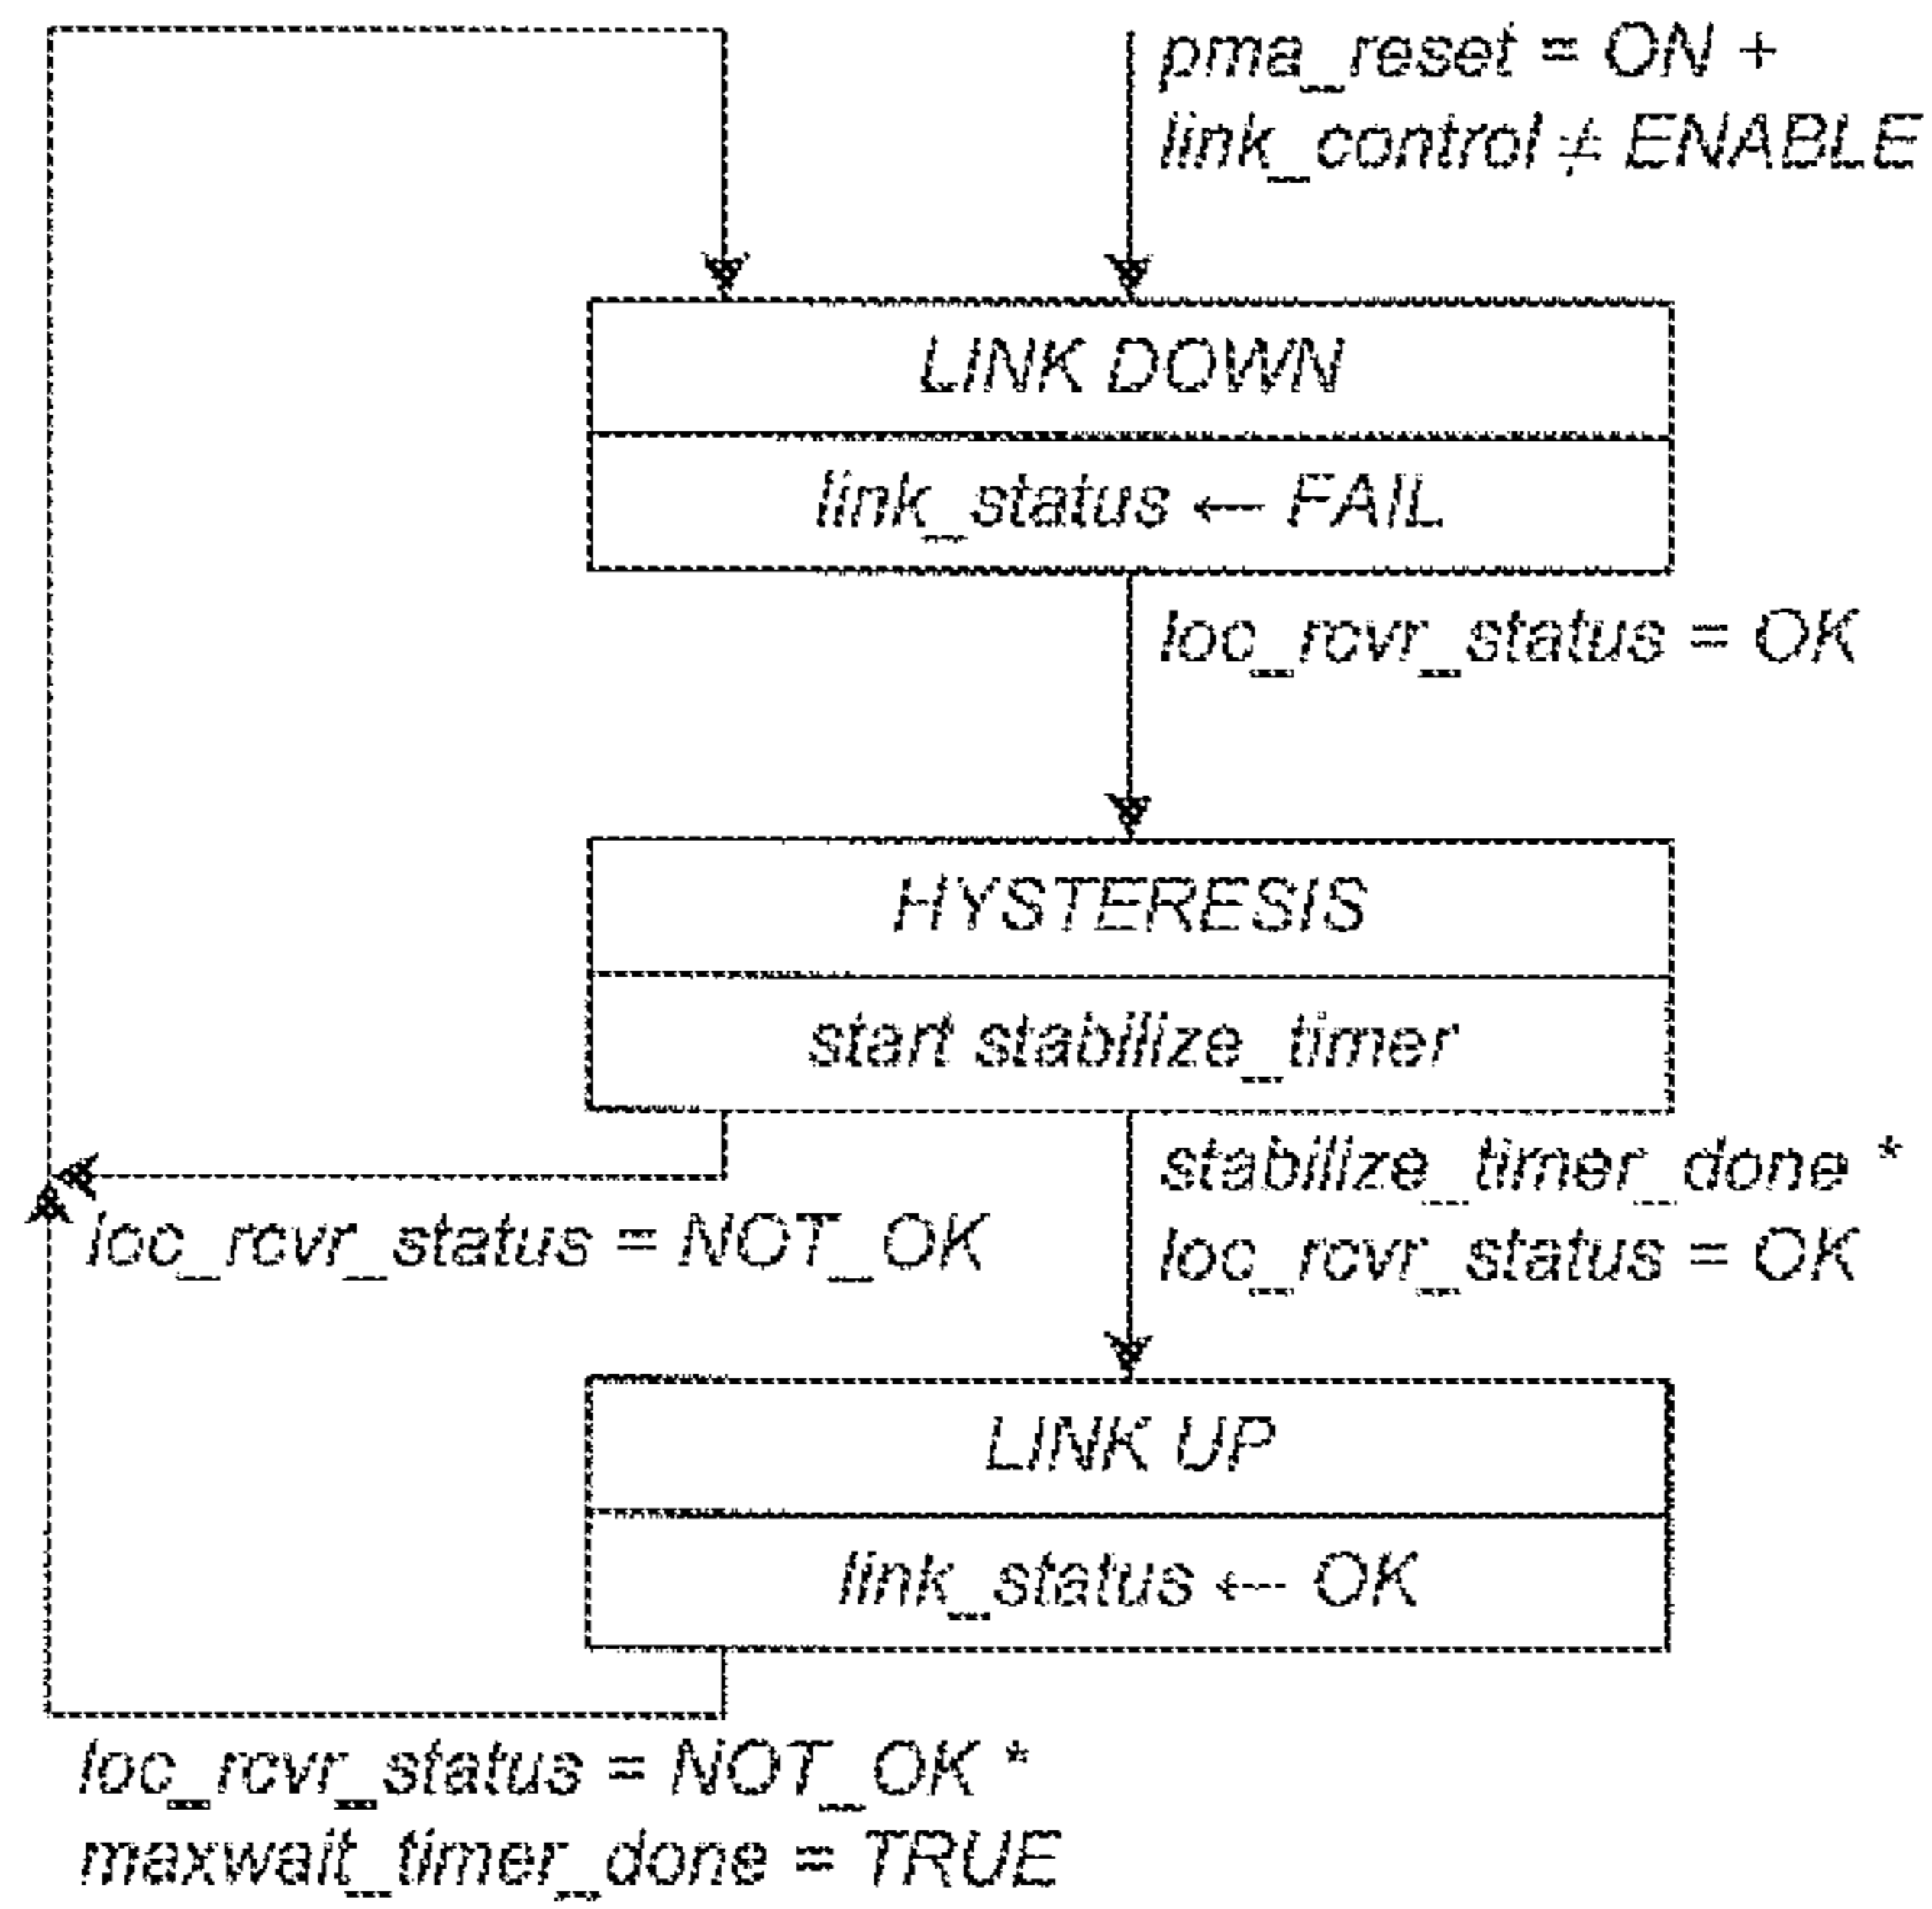 pma_reset = ON +
link_control ≠ ENABLE
LINK DOWN
link_status ← FAIL
loc_rcvr_status = OK
HYSTERESIS
start stabilize_timer
stabilize_timer_done *
loc_rcvr_status = NOT_OK
loc_rcvr_status = OK
LINK UP
link_status ← OK
loc_rcvr_status = NOT_OK *
maxwait_timer_done = TRUE